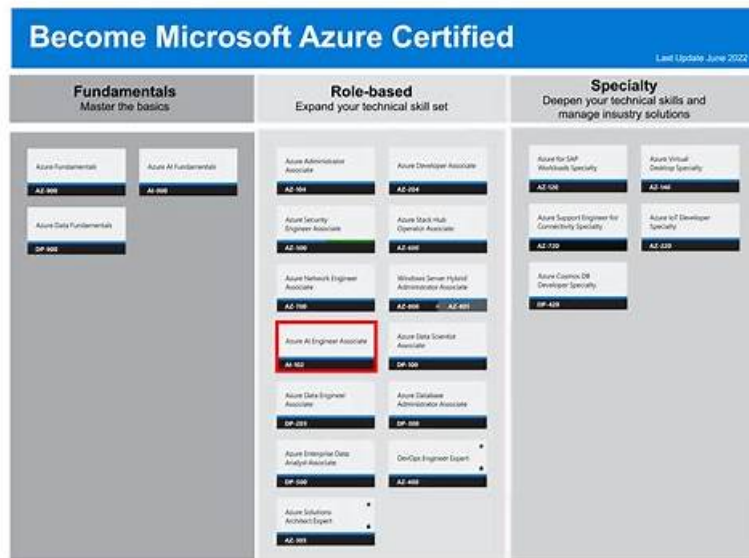 Become Microsoft Azure Certified
Last Update June 2022
Fundamentals
Master the basics
Azure Fundamentals
AZ-900
Azure AI Fundamentals
AI-900
Azure Data Fundamentals
DP-900
Role-based
Expand your technical skill set
Azure Administrator
Associate
AZ-104
Azure Developer Associate
AZ-204
Azure Security
Engineer Associate
AZ-500
Azure Stack Hub
Operator Associate
AZ-600
Azure Network Engineer
Associate
AZ-700
Windows Server Hybrid
Administrator Associate
AZ-800 + AZ-801
Azure AI Engineer Associate
AI-102
Azure Data Scientist
Associate
DP-100
Azure Data Engineer
Associate
DP-203
Azure Database
Administrator Associate
DP-300
Azure Enterprise Data
Analyst Associate
DP-500
DevOps Engineer Expert
AZ-400
Azure Solutions
Architect Expert
AZ-305
Specialty
Deepen your technical skills and
manage insustry solutions
Azure for SAP
Workloads Specialty
AZ-120
Azure Virtual
Desktop Specialty
AZ-140
Azure Support Engineer for
Connectivity Specialty
AZ-720
Azure IoT Developer
Specialty
AZ-220
Azure Cosmos DB
Developer Specialty
DP-420